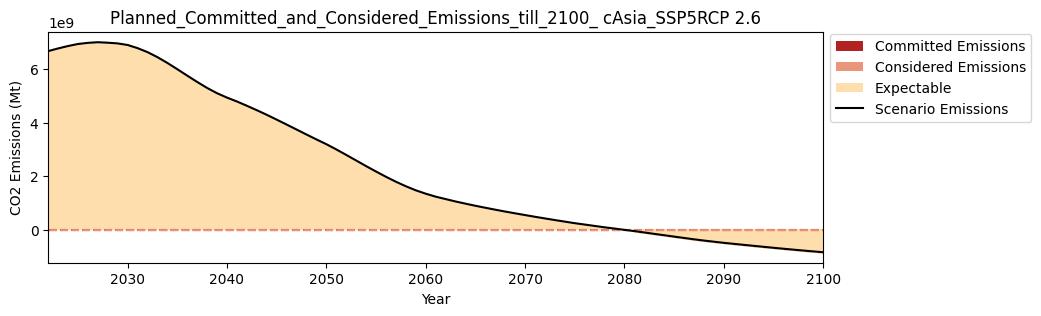 Planned_Committed_and_Considered_Emissions_till_2100_ cAsia_SSP5RCP 2.6
1e9
6
4
2
0
CO2 Emissions (Mt)
2030 2040 2050 2060 2070 2080 2090 2100
Year
Committed Emissions
Considered Emissions
Expectable
Scenario Emissions